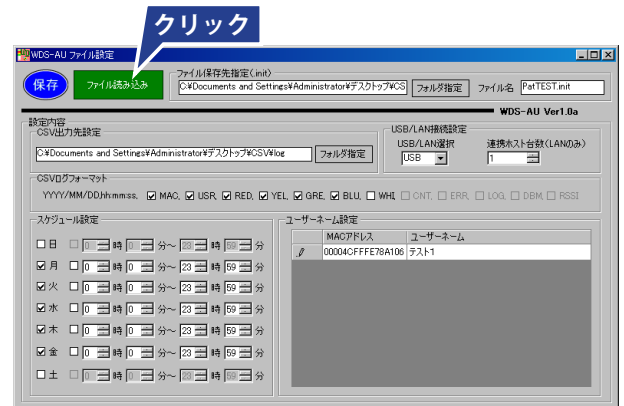 クリック
WDS-AU ファイル設定
保存 ファイル読み込み ファイル保存先指定(.init)
C:¥Documents and Settings¥Administrator¥デスクトップ¥CS フォルダ指定 ファイル名 PatTEST.init
WDS-AU Ver1.0a
設定内容
CSV出力先設定
C:¥Documents and Settings¥Administrator¥デスクトップ¥CSV¥log フォルダ指定
USB/LAN接続設定
USB/LAN選択 連携ホスト台数(LANのみ)
USB 1
CSVログフォーマット
YYYY/MM/DD,hh:mm:ss, MAC, USR, RED, YEL, GRE, BLU, WHI, CNT, ERR, LOG, DBM, RSSI
スケジュール設定
日 0 時 0 分～ 23 時 59 分
月 0 時 0 分～ 23 時 59 分
火 0 時 0 分～ 23 時 59 分
水 0 時 0 分～ 23 時 59 分
木 0 時 0 分～ 23 時 59 分
金 0 時 0 分～ 23 時 59 分
土 0 時 0 分～ 23 時 59 分
ユーザーネーム設定
MACアドレス ユーザーネーム
00004CFFFE78A106 テスト1